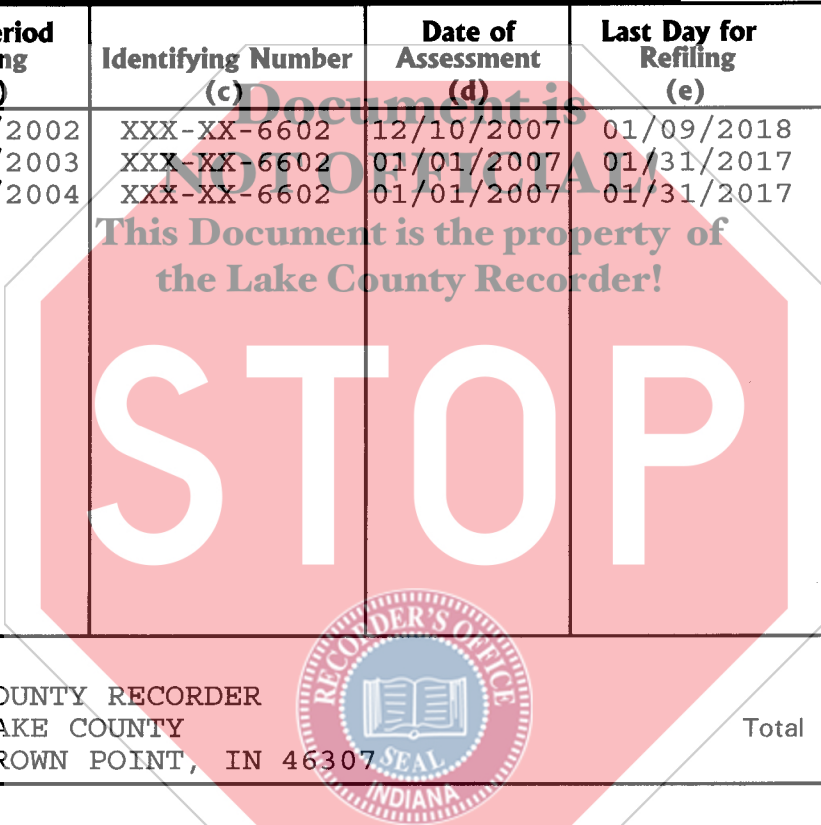 eriod Date of Last Day for
ng Identifying Number Assessment Refiling
) (c) (d) (e)
/2002 XXX-XX-6602 12/10/2007 01/09/2018
/2003 XXX-XX-6602 01/01/2007 01/31/2017
/2004 XXX-XX-6602 01/01/2007 01/31/2017
Document is
NOT OFFICIAL!
This Document is the property of
the Lake County Recorder!
STOP
OUNTY RECORDER
AKE COUNTY Total
ROWN POINT, IN 46307
RECORDER'S OFFICE
SEAL
INDIANA